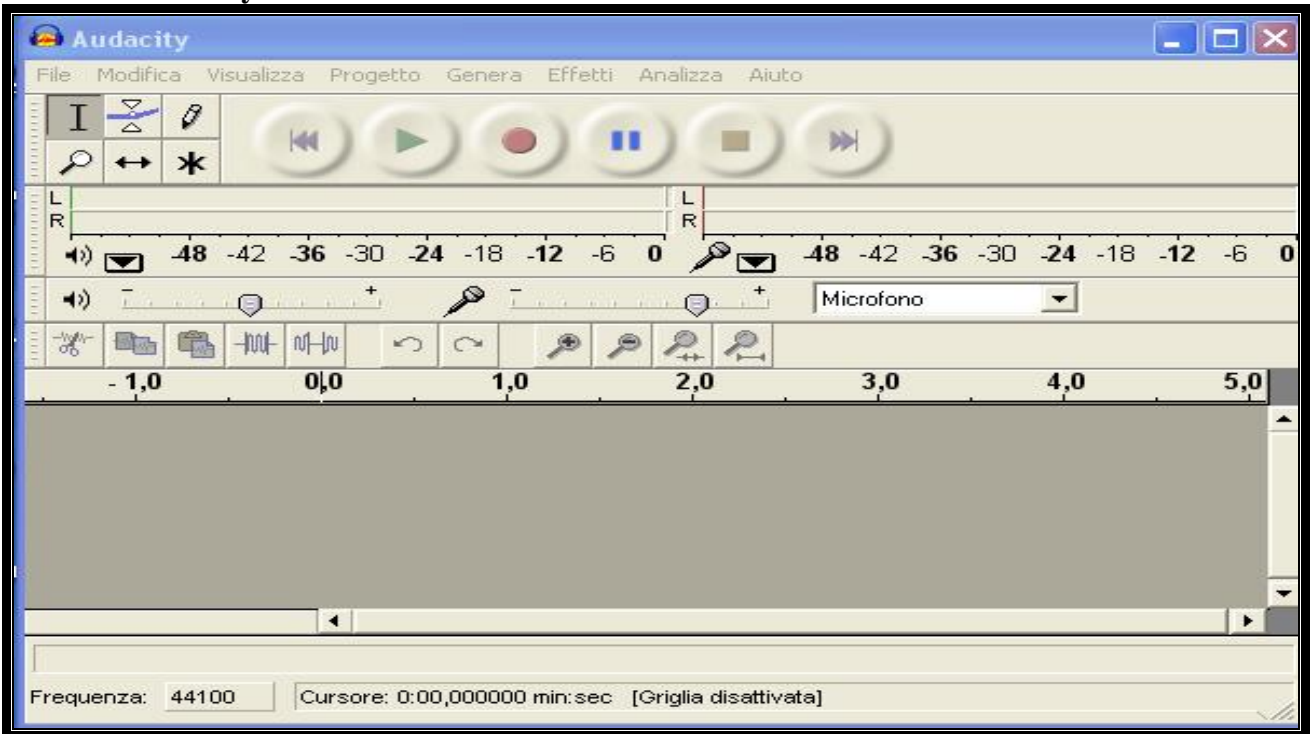 Audacity
File Modifica Visualizza Progetto Genera Effetti Analizza Aiuto
L L
R R
-48 -42 -36 -30 -24 -18 -12 -6 0 -48 -42 -36 -30 -24 -18 -12 -6 0
- + - + Microfono
- 1,0 0,0 1,0 2,0 3,0 4,0 5,0
Frequenza: 44100 Cursore: 0:00,000000 min:sec [Griglia disattivata]